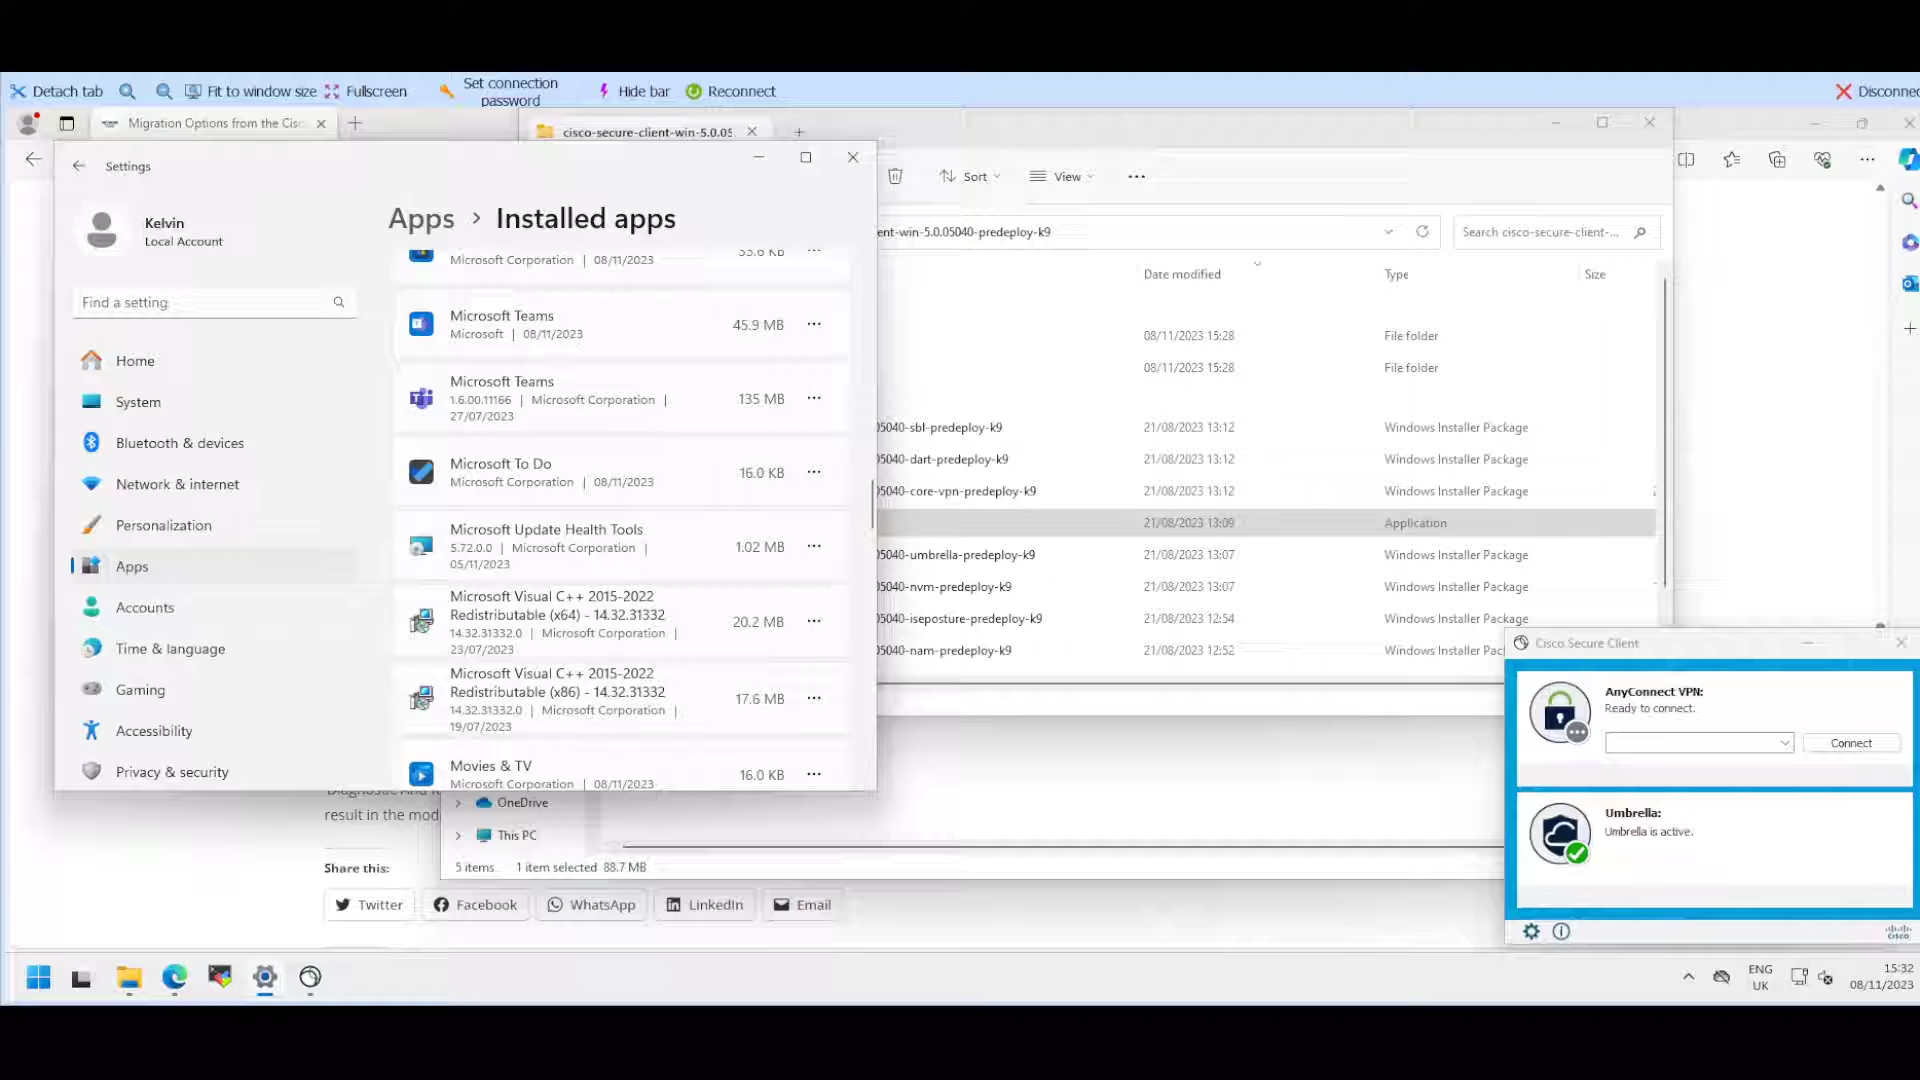 Detach tab
Fit to window size
Fullscreen
Set connection
password
Hide bar
Reconnect
Disconnec
Migration Options from the Cisc
cisco-secure-client-win-5.0.05
Settings
Sort
View
Kelvin
Local Account
Apps > Installed apps
ent-win-5.0.05040-predeploy-k9
Search cisco-secure-client-...
Find a setting
Home
System
Bluetooth & devices
Network & internet
Personalization
Apps
Accounts
Time & language
Gaming
Accessibility
Privacy & security
Microsoft Corporation | 08/11/2023
53.6 KB
Microsoft Teams
Microsoft | 08/11/2023
45.9 MB
Microsoft Teams
1.6.00.11166 | Microsoft Corporation |
27/07/2023
135 MB
Microsoft To Do
Microsoft Corporation | 08/11/2023
16.0 KB
Microsoft Update Health Tools
5.72.0.0 | Microsoft Corporation |
05/11/2023
1.02 MB
Microsoft Visual C++ 2015-2022
Redistributable (x64) - 14.32.31332
14.32.31332.0 | Microsoft Corporation |
23/07/2023
20.2 MB
Microsoft Visual C++ 2015-2022
Redistributable (x86) - 14.32.31332
14.32.31332.0 | Microsoft Corporation |
19/07/2023
17.6 MB
Movies & TV
Microsoft Corporation | 08/11/2023
16.0 KB
Date modified Type Size
08/11/2023 15:28 File folder
08/11/2023 15:28 File folder
05040-sbl-predeploy-k9 21/08/2023 13:12 Windows Installer Package
05040-dart-predeploy-k9 21/08/2023 13:12 Windows Installer Package
05040-core-vpn-predeploy-k9 21/08/2023 13:12 Windows Installer Package
21/08/2023 13:09 Application
05040-umbrella-predeploy-k9 21/08/2023 13:07 Windows Installer Package
05040-nvm-predeploy-k9 21/08/2023 13:07 Windows Installer Package
05040-iseposture-predeploy-k9 21/08/2023 12:54 Windows Installer Package
05040-nam-predeploy-k9 21/08/2023 12:52 Windows Installer Pac
Cisco Secure Client
AnyConnect VPN:
Ready to connect.
Connect
Umbrella:
Umbrella is active.
cisco
result in the mod
OneDrive
This PC
5 items 1 item selected 88.7 MB
Share this:
Twitter
Facebook
WhatsApp
LinkedIn
Email
ENG
UK
15:32
08/11/2023